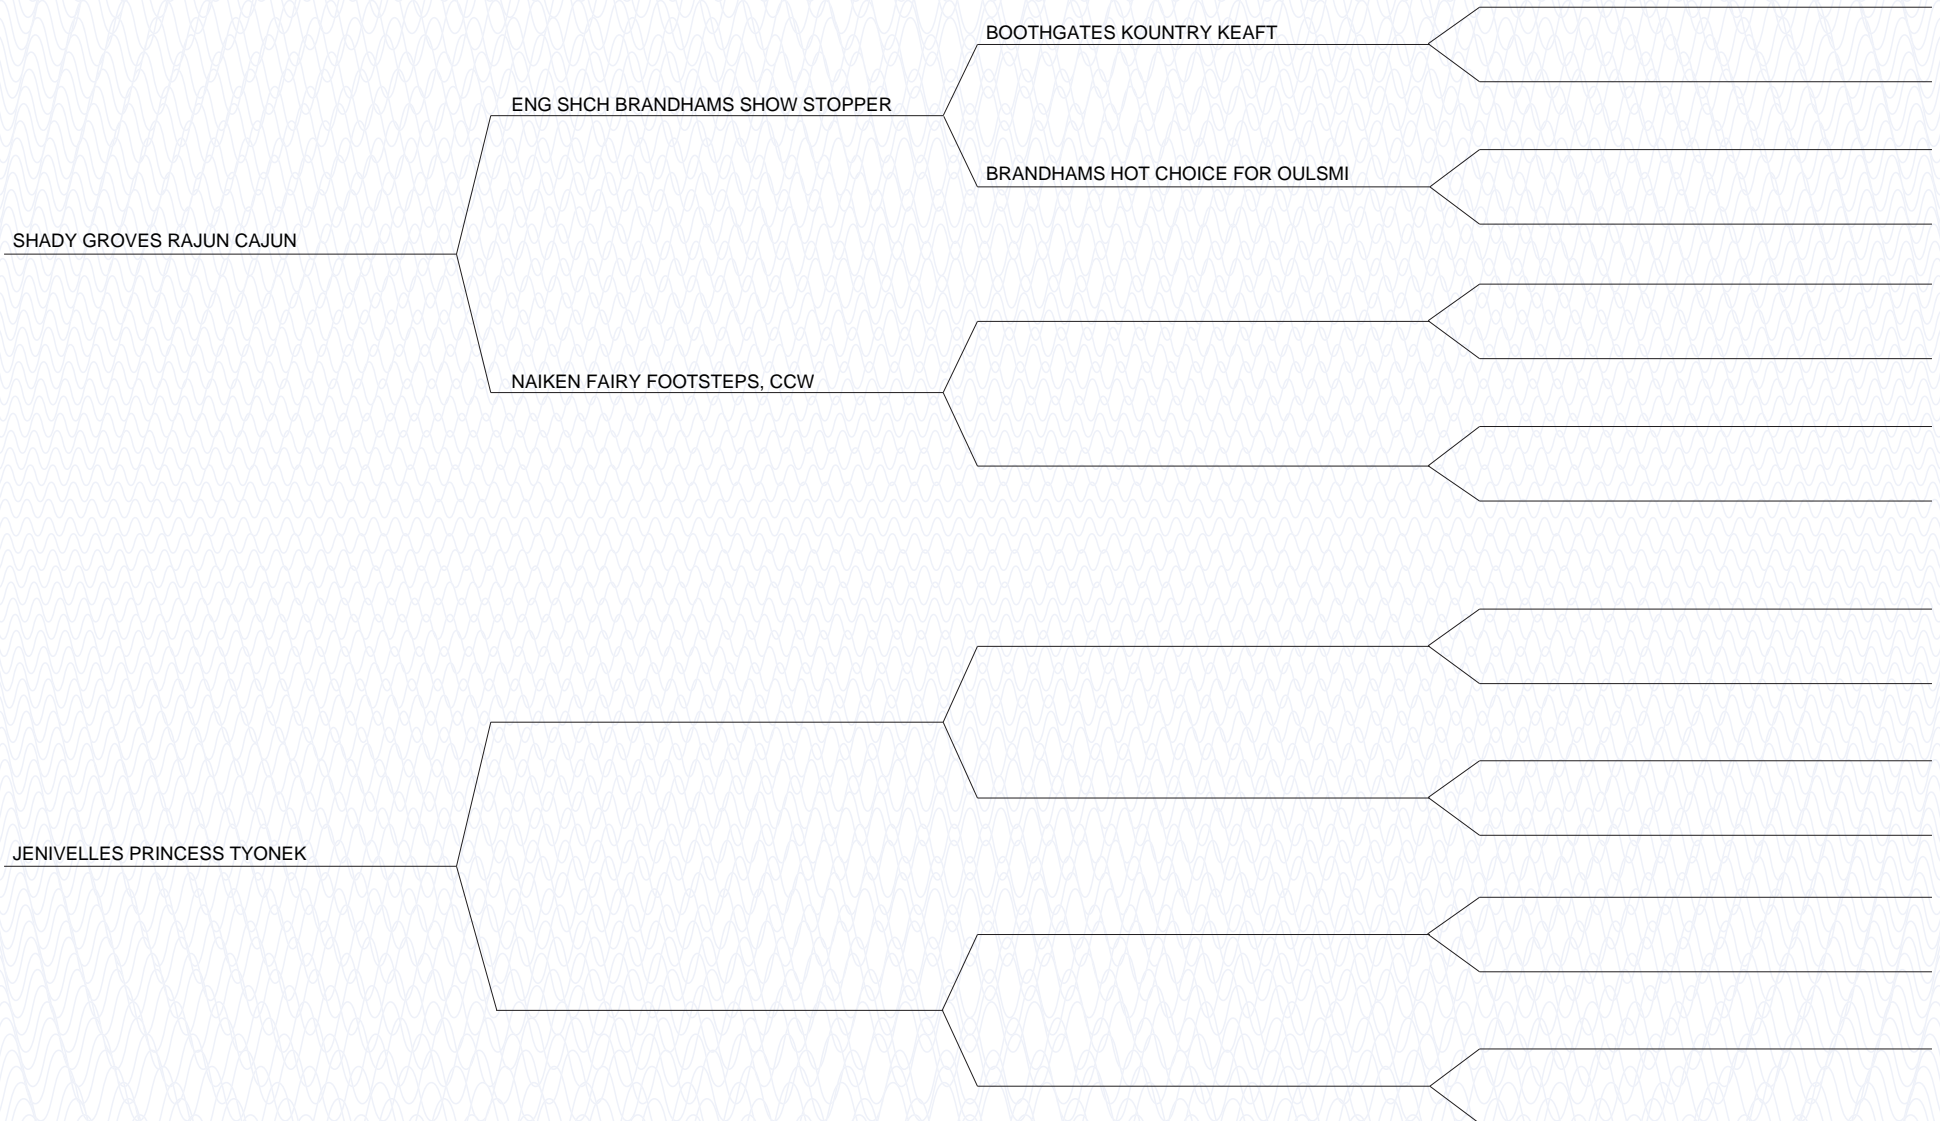 BOOTHGATES KOUNTRY KEAFT
ENG SHCH BRANDHAMS SHOW STOPPER
BRANDHAMS HOT CHOICE FOR OULSMI
SHADY GROVES RAJUN CAJUN
NAIKEN FAIRY FOOTSTEPS, CCW
JENIVELLES PRINCESS TYONEK